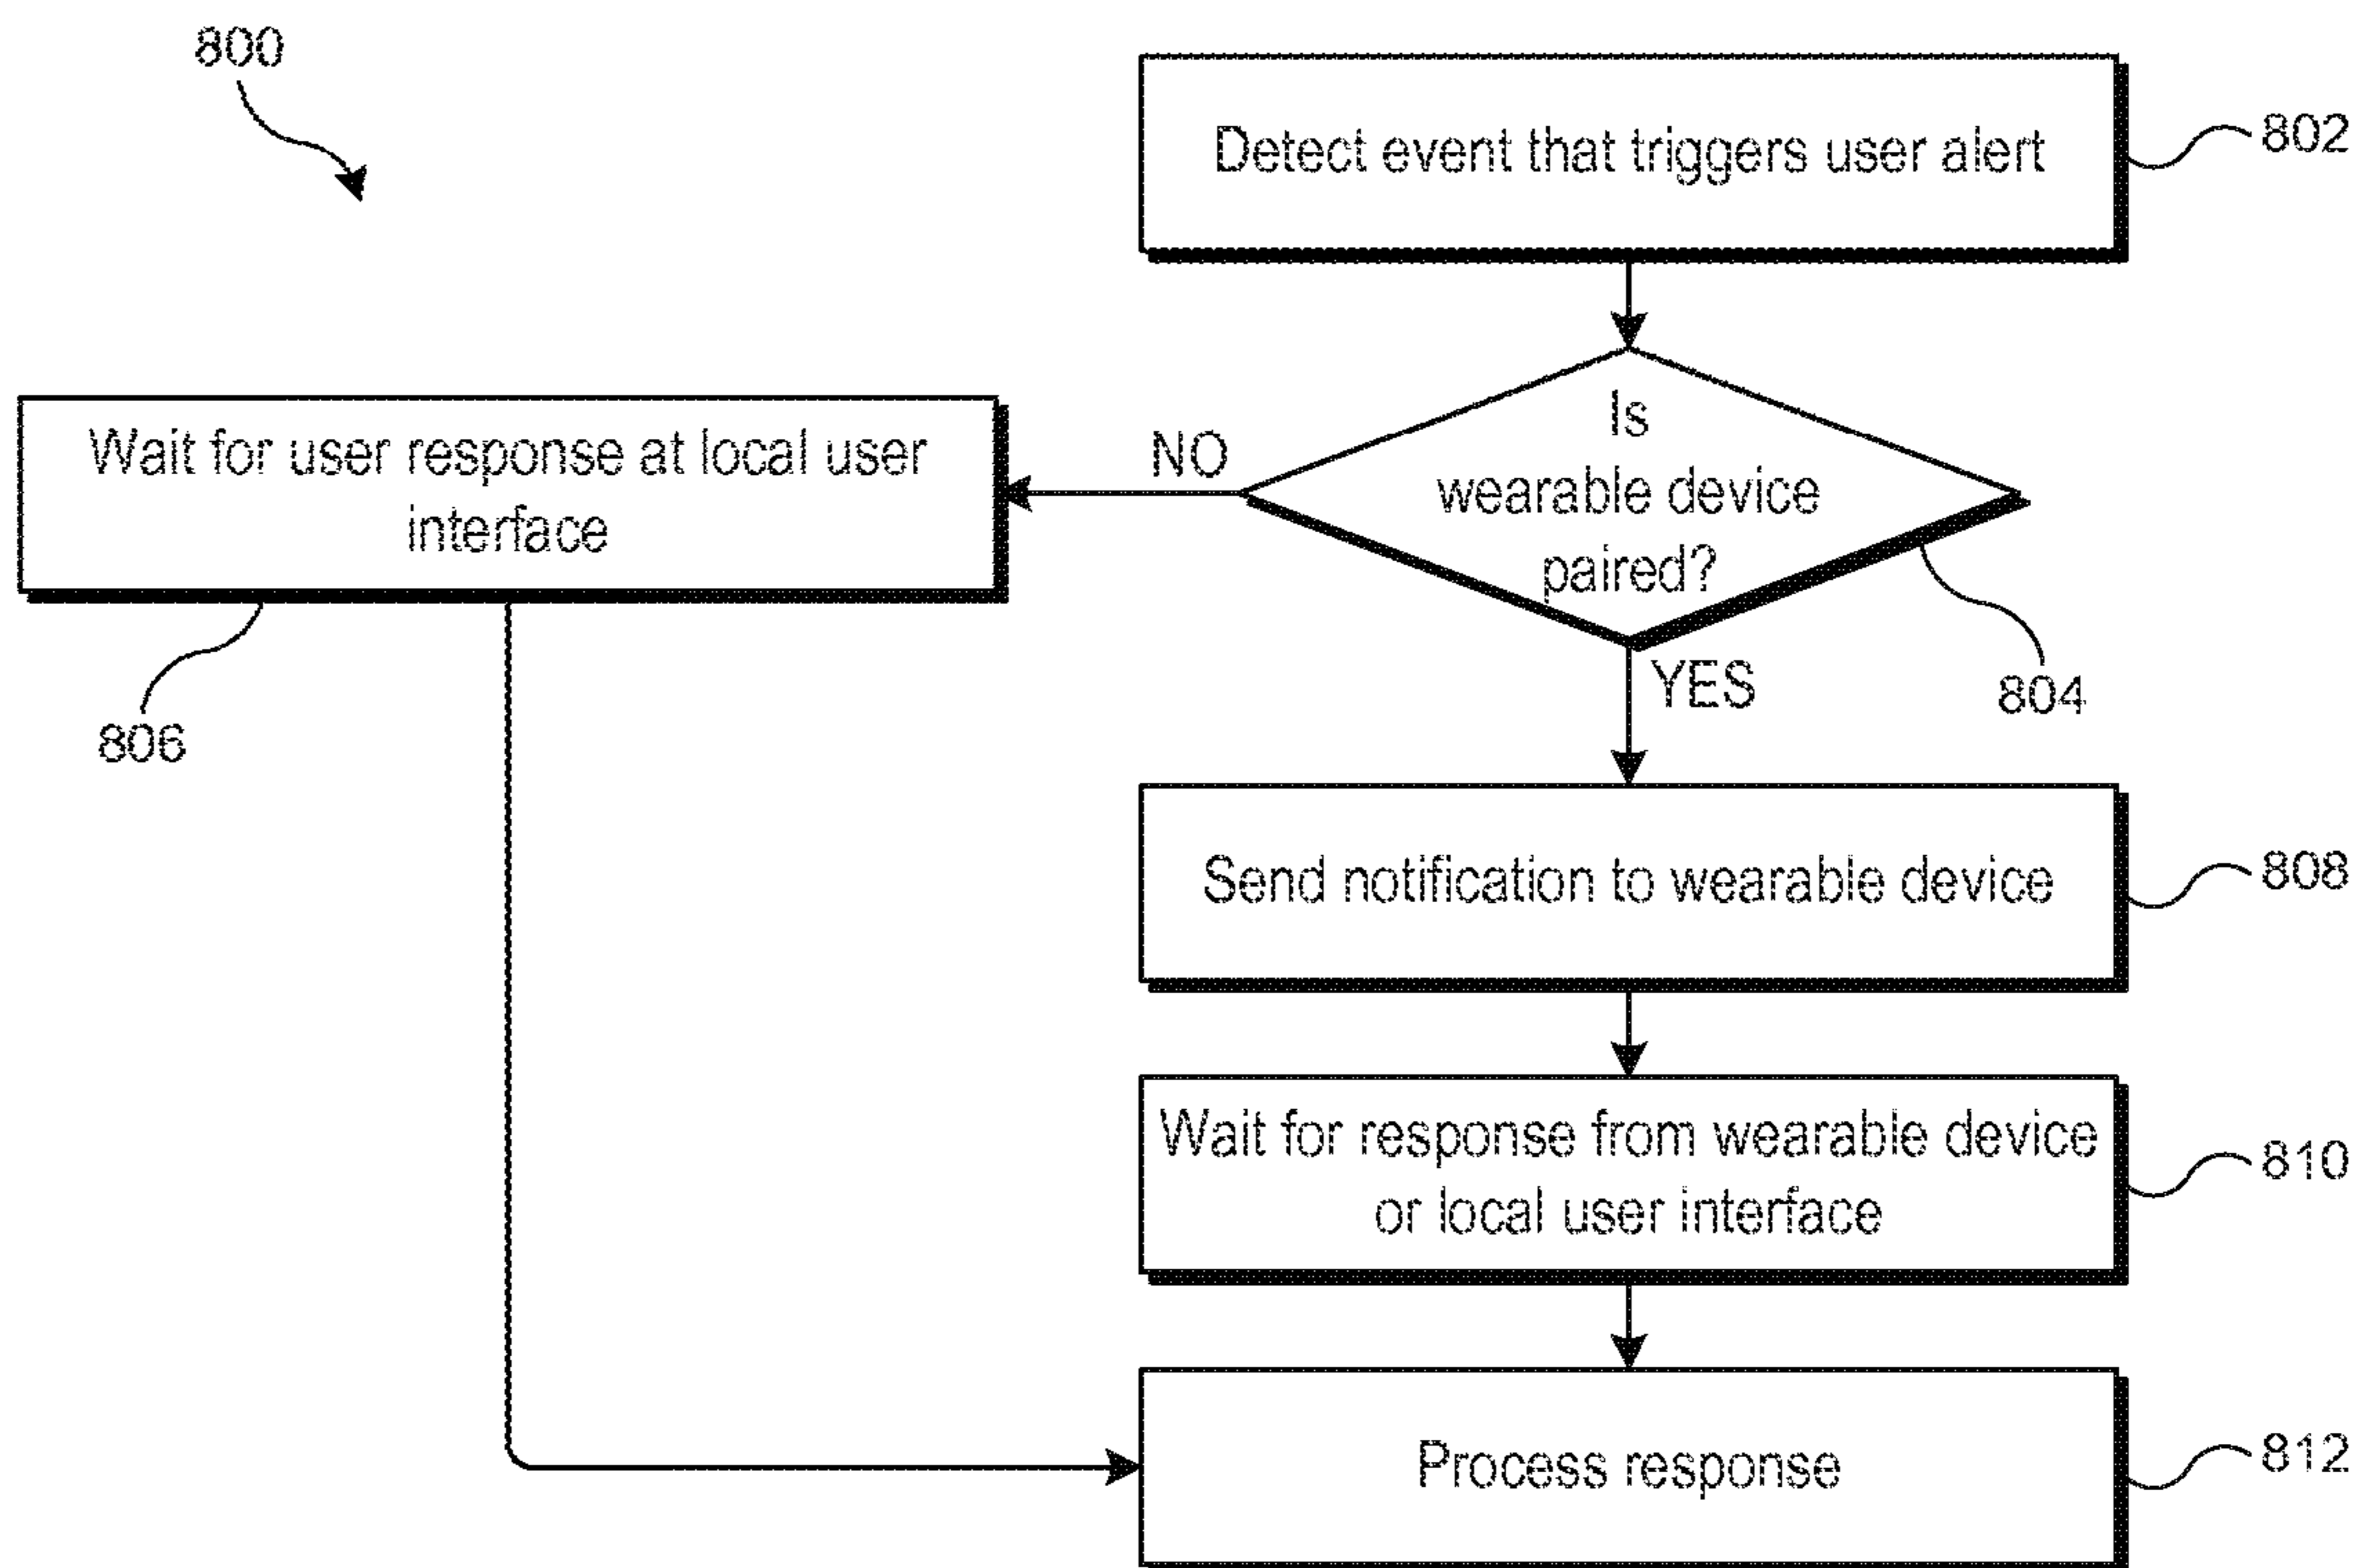 800
Detect event that triggers user alert
802
Is
wearable device
paired?
NO
YES
804
Wait for user response at local user
interface
806
Send notification to wearable device
808
Wait for response from wearable device
or local user interface
810
Process response
812